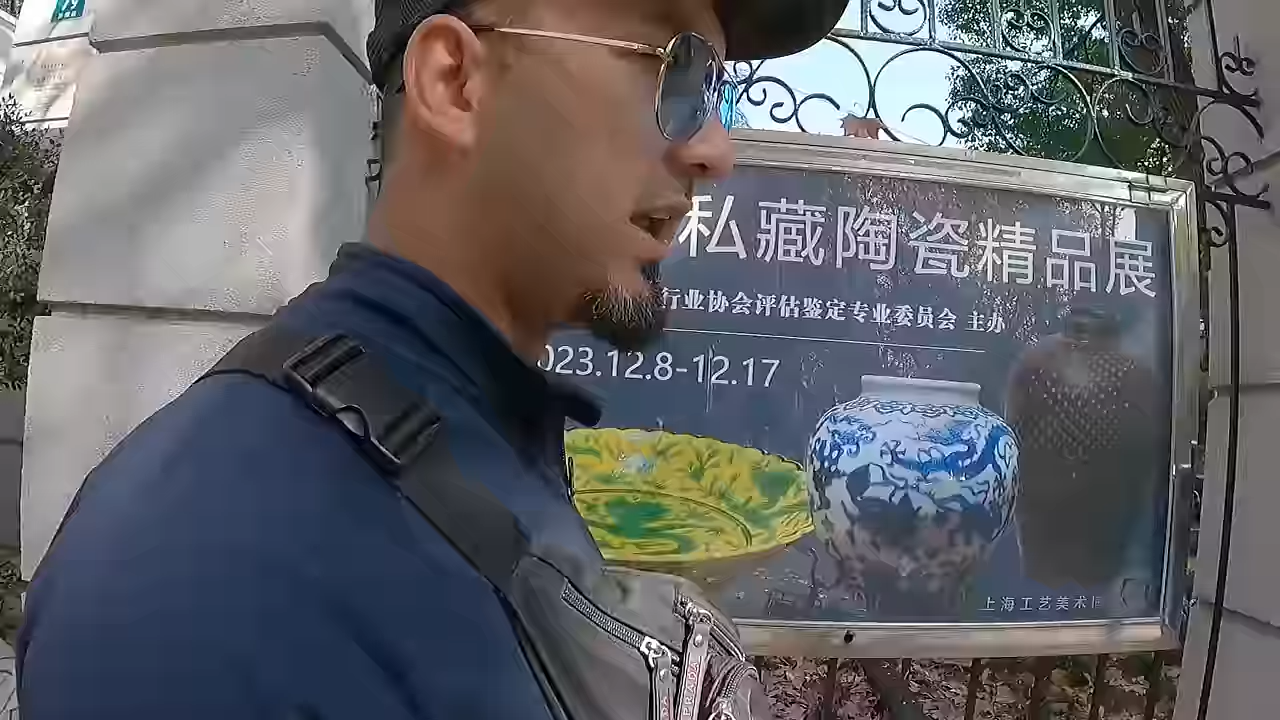 私藏陶瓷精品展
行业协会评估鉴定专业委员会 主办
023.12.8-12.17
上海工艺美术